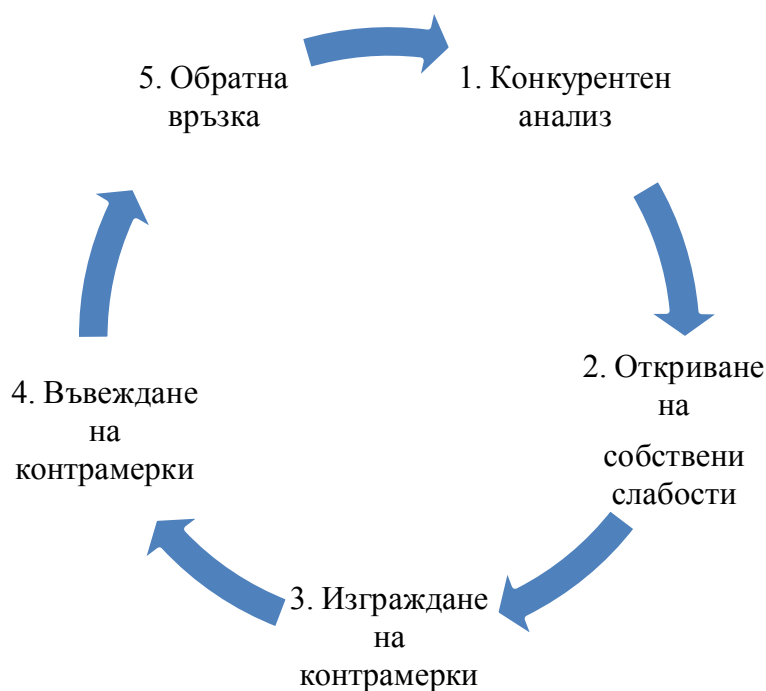 1. Конкурентен
анализ
2. Откриване
на
собствени
слабости
3. Изграждане
на
контрамерки
4. Въвеждане
на
контрамерки
5. Обратна
връзка